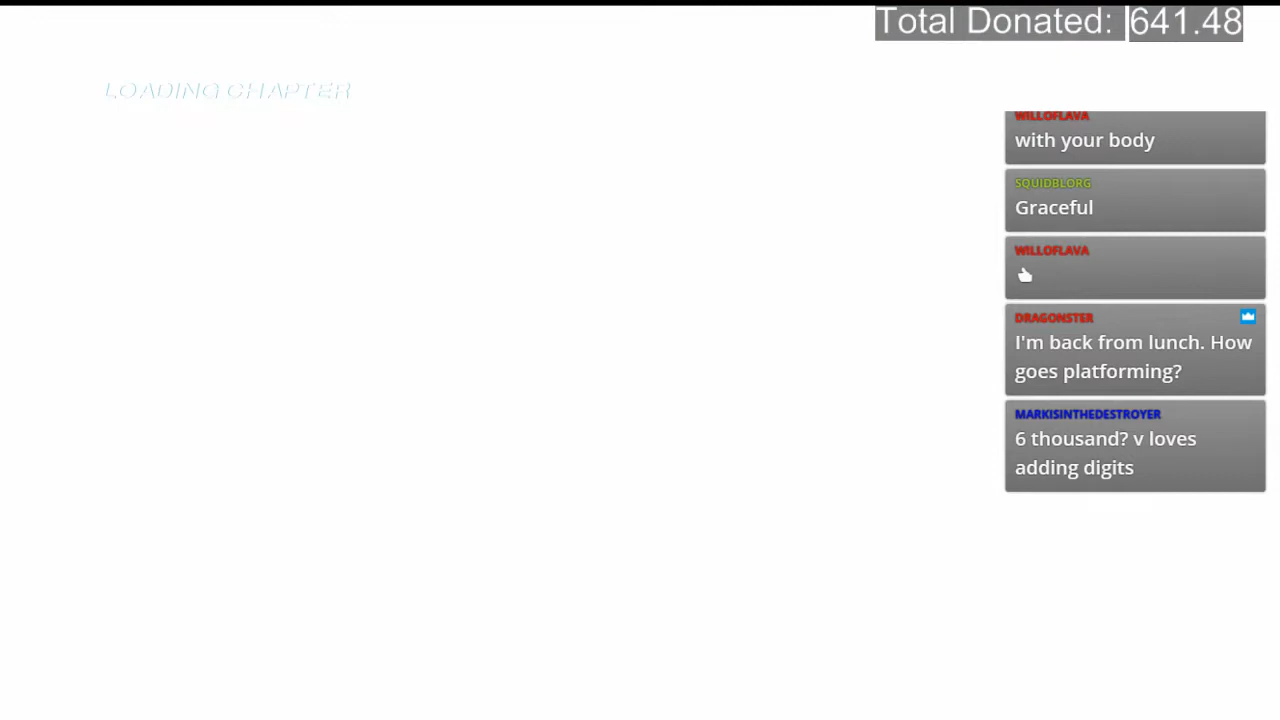 Total Donated: 641.48
LOADING CHAPTER
WILLOFLAVA
with your body
SQUIDBLORG
Graceful
WILLOFLAVA
DRAGONSTER
I'm back from lunch. How
goes platforming?
MARKISINTHEDESTROYER
6 thousand? v loves
adding digits